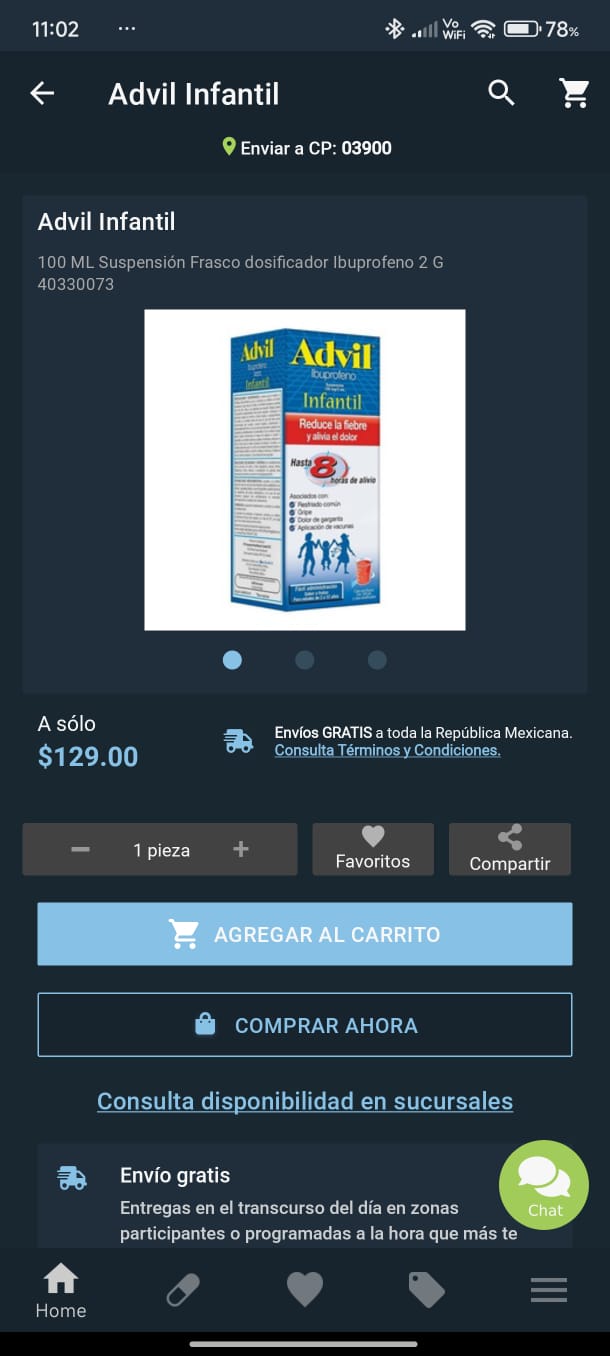 11:02
...
Vo
WiFi
78%
Advil Infantil
Enviar a CP: 03900
Advil Infantil
100 ML Suspensión Frasco dosificador Ibuprofeno 2 G
40330073
Advil
Infantil
Advil
Ibuprofeno
Infantil
Reduce la fiebre
y alivia el dolor
Hasta 8 horas de alivio
Asociados con:
Resfriado común
Gripe
Dolor de garganta
Aplicación de vacunas
Fácil administración
A sólo
$129.00
Envíos GRATIS a toda la República Mexicana.
Consulta Términos y Condiciones.
1 pieza
Favoritos
Compartir
AGREGAR AL CARRITO
COMPRAR AHORA
Consulta disponibilidad en sucursales
Envío gratis
Entregas en el transcurso del día en zonas
participantes o programadas a la hora que más te
Chat
Home